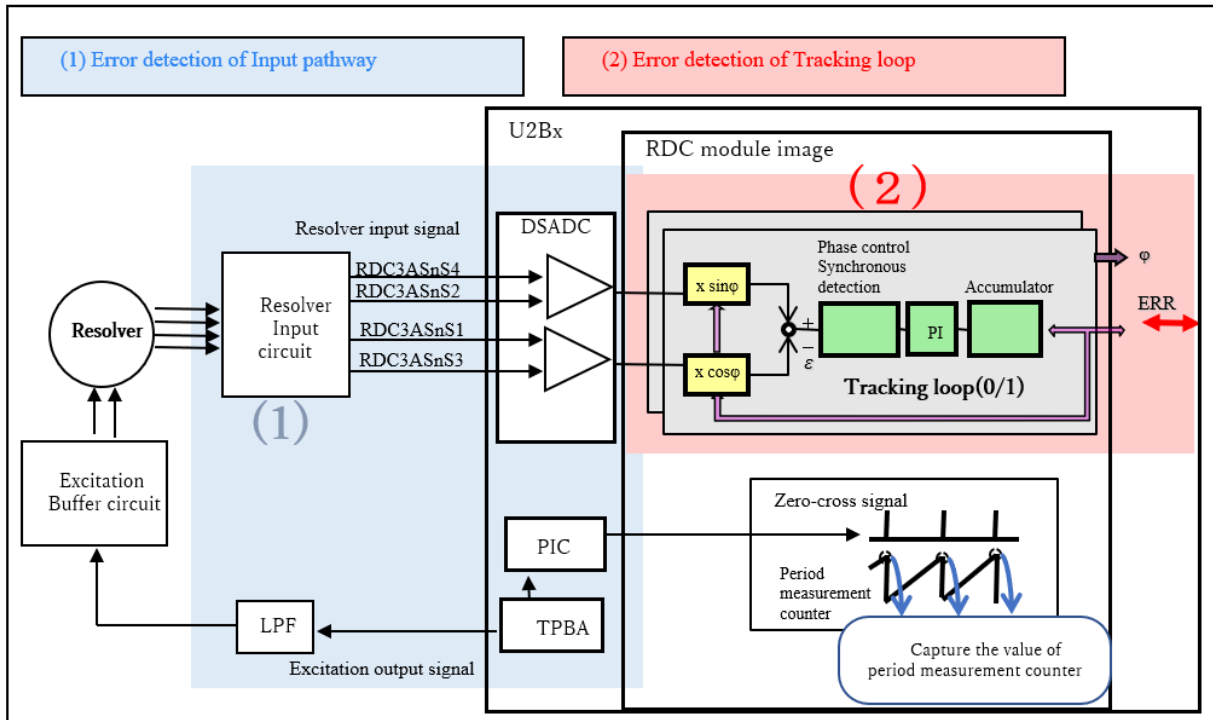 (1) Error detection of Input pathway
(2) Error detection of Tracking loop
U2Bx
RDC module image
(2)
Resolver input signal
DSADC
Phase control
Synchronous
detection
φ
RDC3ASnS4
x sinφ
Accumulator
ERR
RDC3ASnS2
Resolver
Resolver
Input
circuit
RDC3ASnS1
+
−
PI
RDC3ASnS3
ε
x cosφ
Tracking loop(0/1)
(1)
Excitation
Buffer circuit
Zero-cross signal
PIC
Period
measurement
counter
LPF
TPBA
Excitation output signal
Capture the value of
period measurement counter